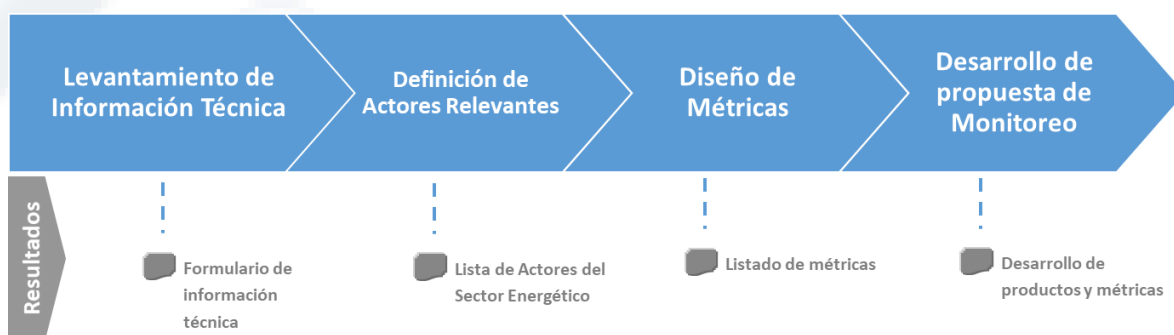 Levantamiento de
Información Técnica
Definición de
Actores Relevantes
Diseño de
Métricas
Desarrollo de
propuesta de
Monitoreo
Resultados
Formulario de
información
técnica
Lista de Actores del
Sector Energético
Listado de métricas
Desarrollo de
productos y métricas